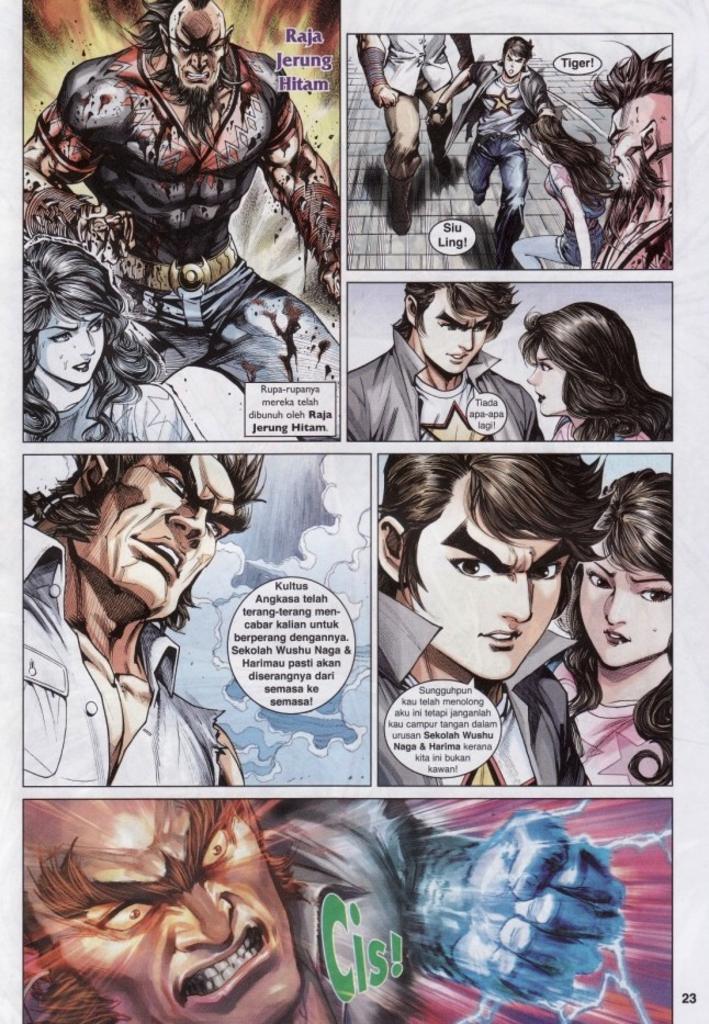 Raja
Jerung
Hitam
Rupa-rupanya
mereka telah
dibunuh oleh Raja
Jerung Hitam.
Tiger!
Siu
Ling!
Tiada
apa-apa
lagi!
Kultus
Angkasa telah
terang-terang men-
cabar kalian untuk
berperang dengannya.
Sekolah Wushu Naga &
Harimau pasti akan
diserangnya dari
semasa ke
semasa!
Sungguhpun
kau telah menolong
aku ini tetapi janganlah
kau campur tangan dalam
urusan Sekolah Wushu
Naga & Harima kerana
kita ini bukan
kawan!
Cis!
23